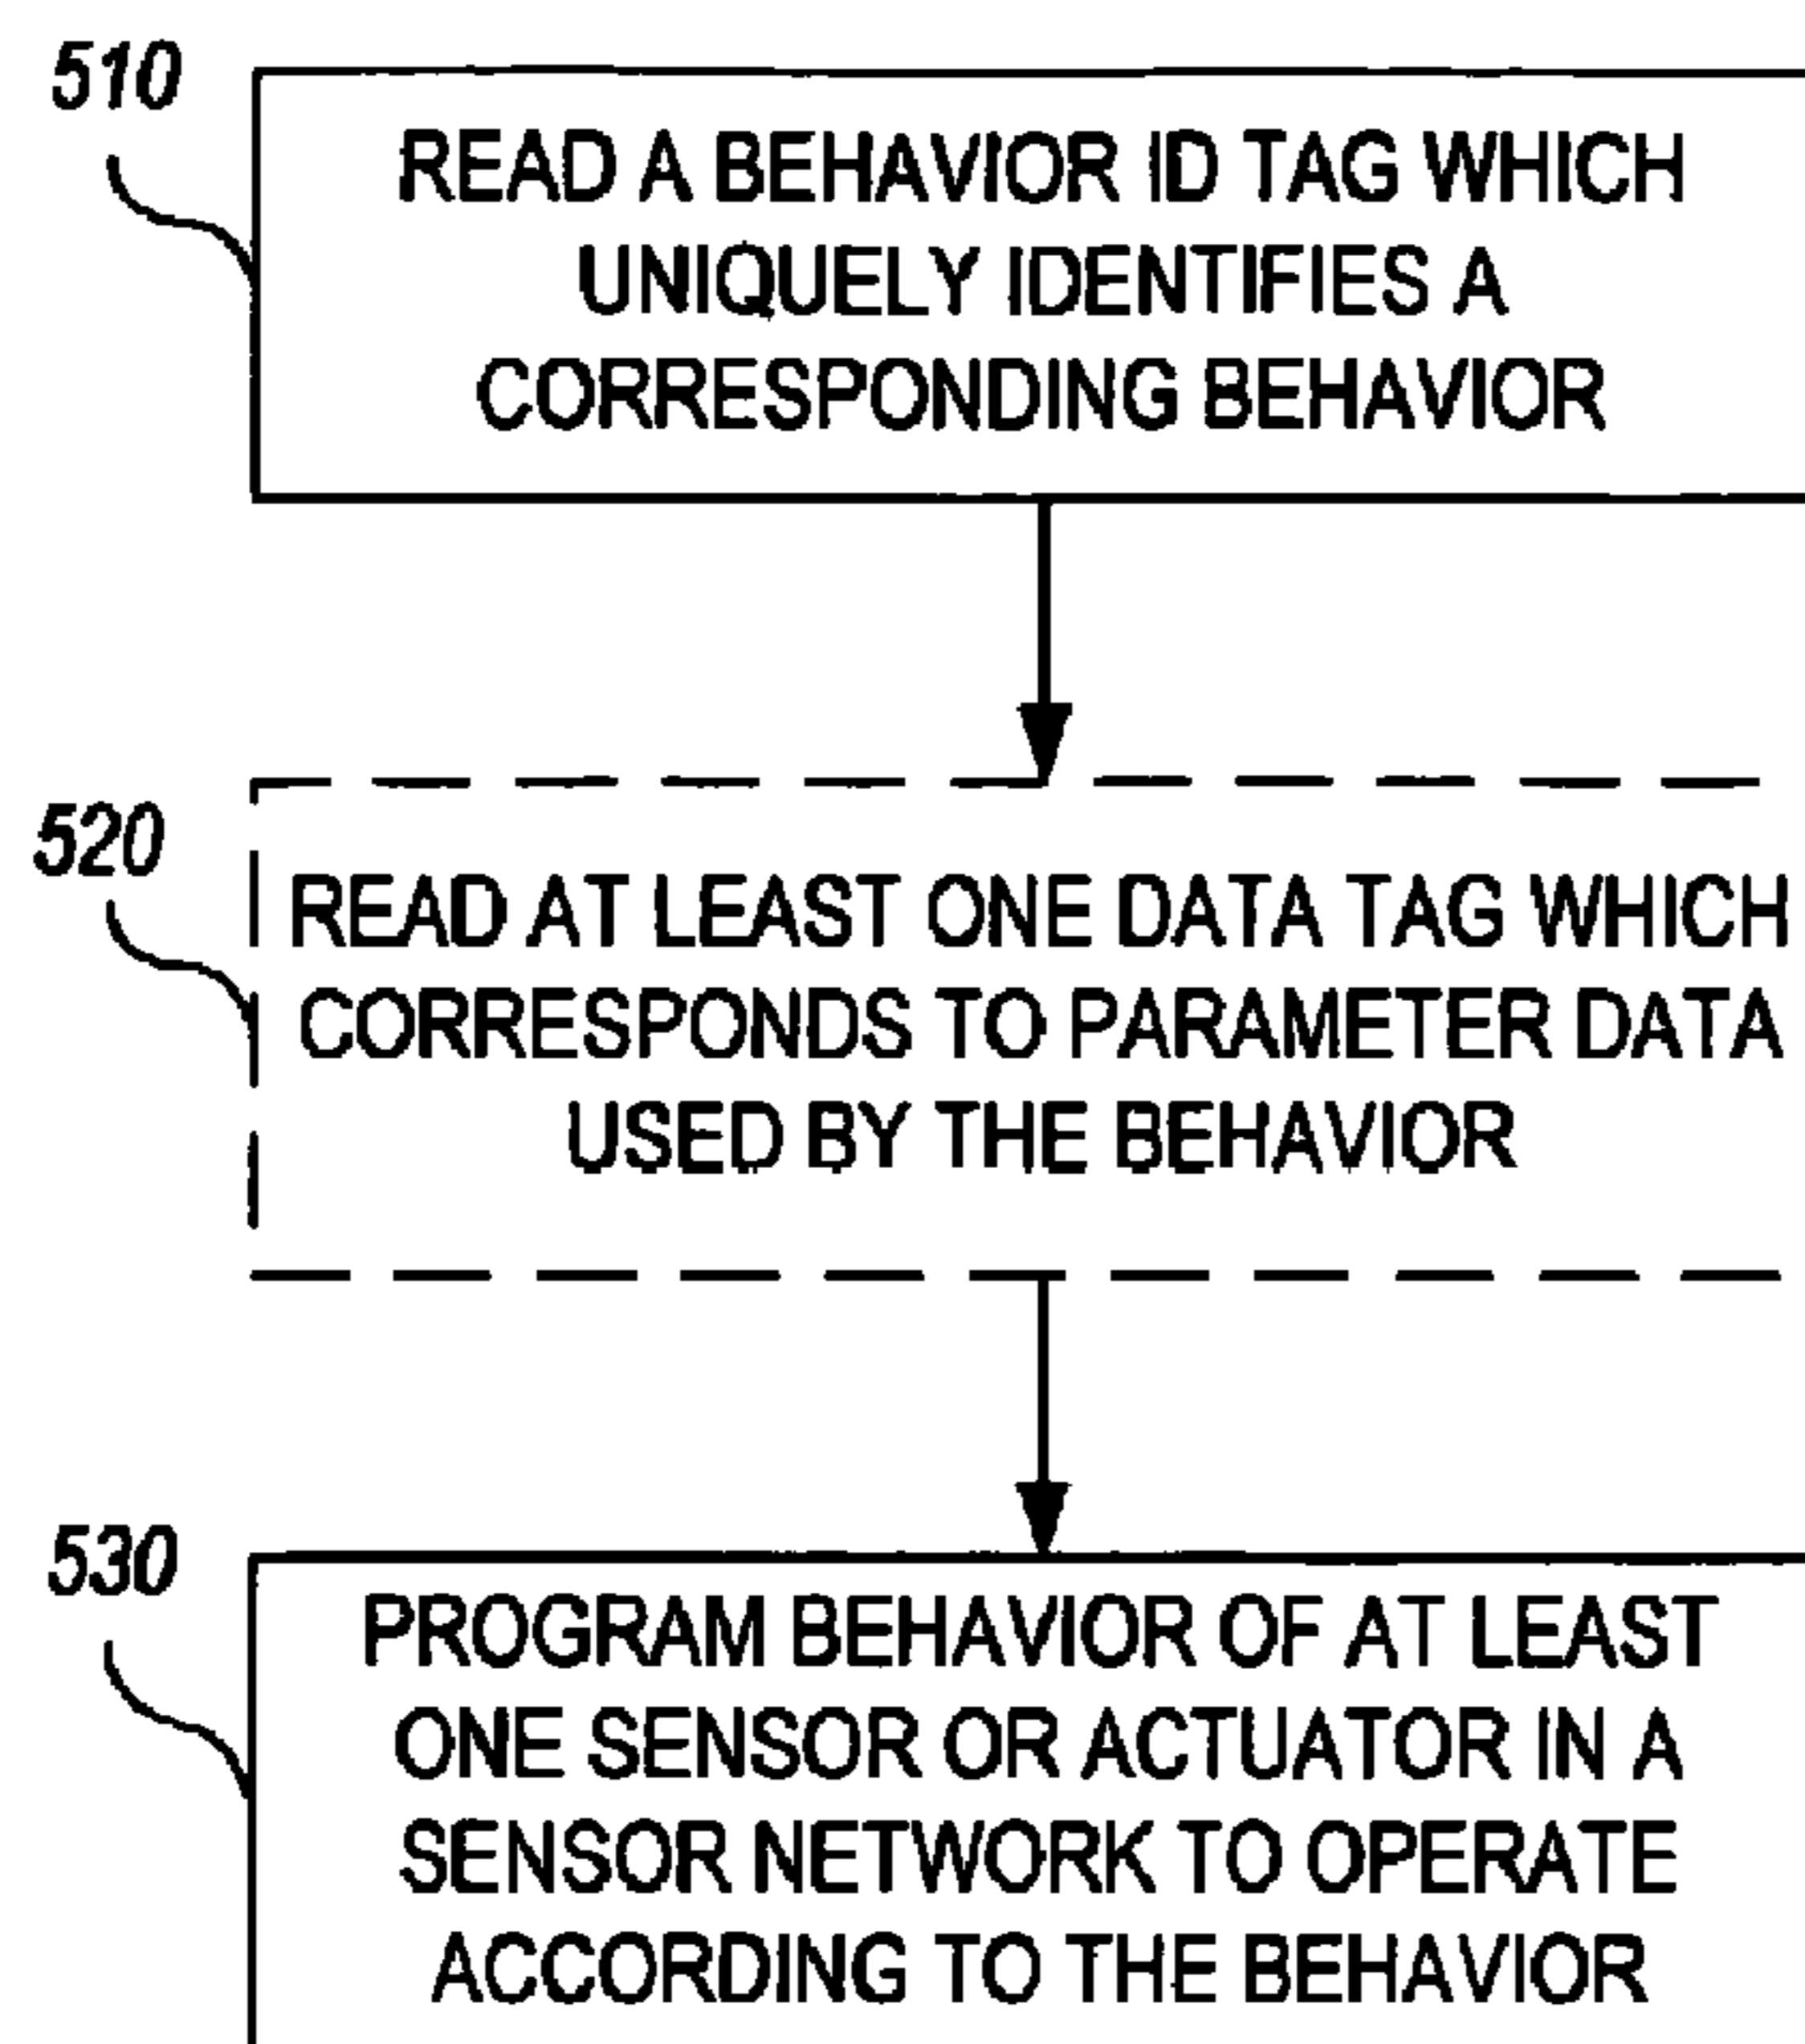 510
READ A BEHAVIOR ID TAG WHICH
UNIQUELY IDENTIFIES A
CORRESPONDING BEHAVIOR
520
READ AT LEAST ONE DATA TAG WHICH
CORRESPONDS TO PARAMETER DATA
USED BY THE BEHAVIOR
530
PROGRAM BEHAVIOR OF AT LEAST
ONE SENSOR OR ACTUATOR IN A
SENSOR NETWORK TO OPERATE
ACCORDING TO THE BEHAVIOR